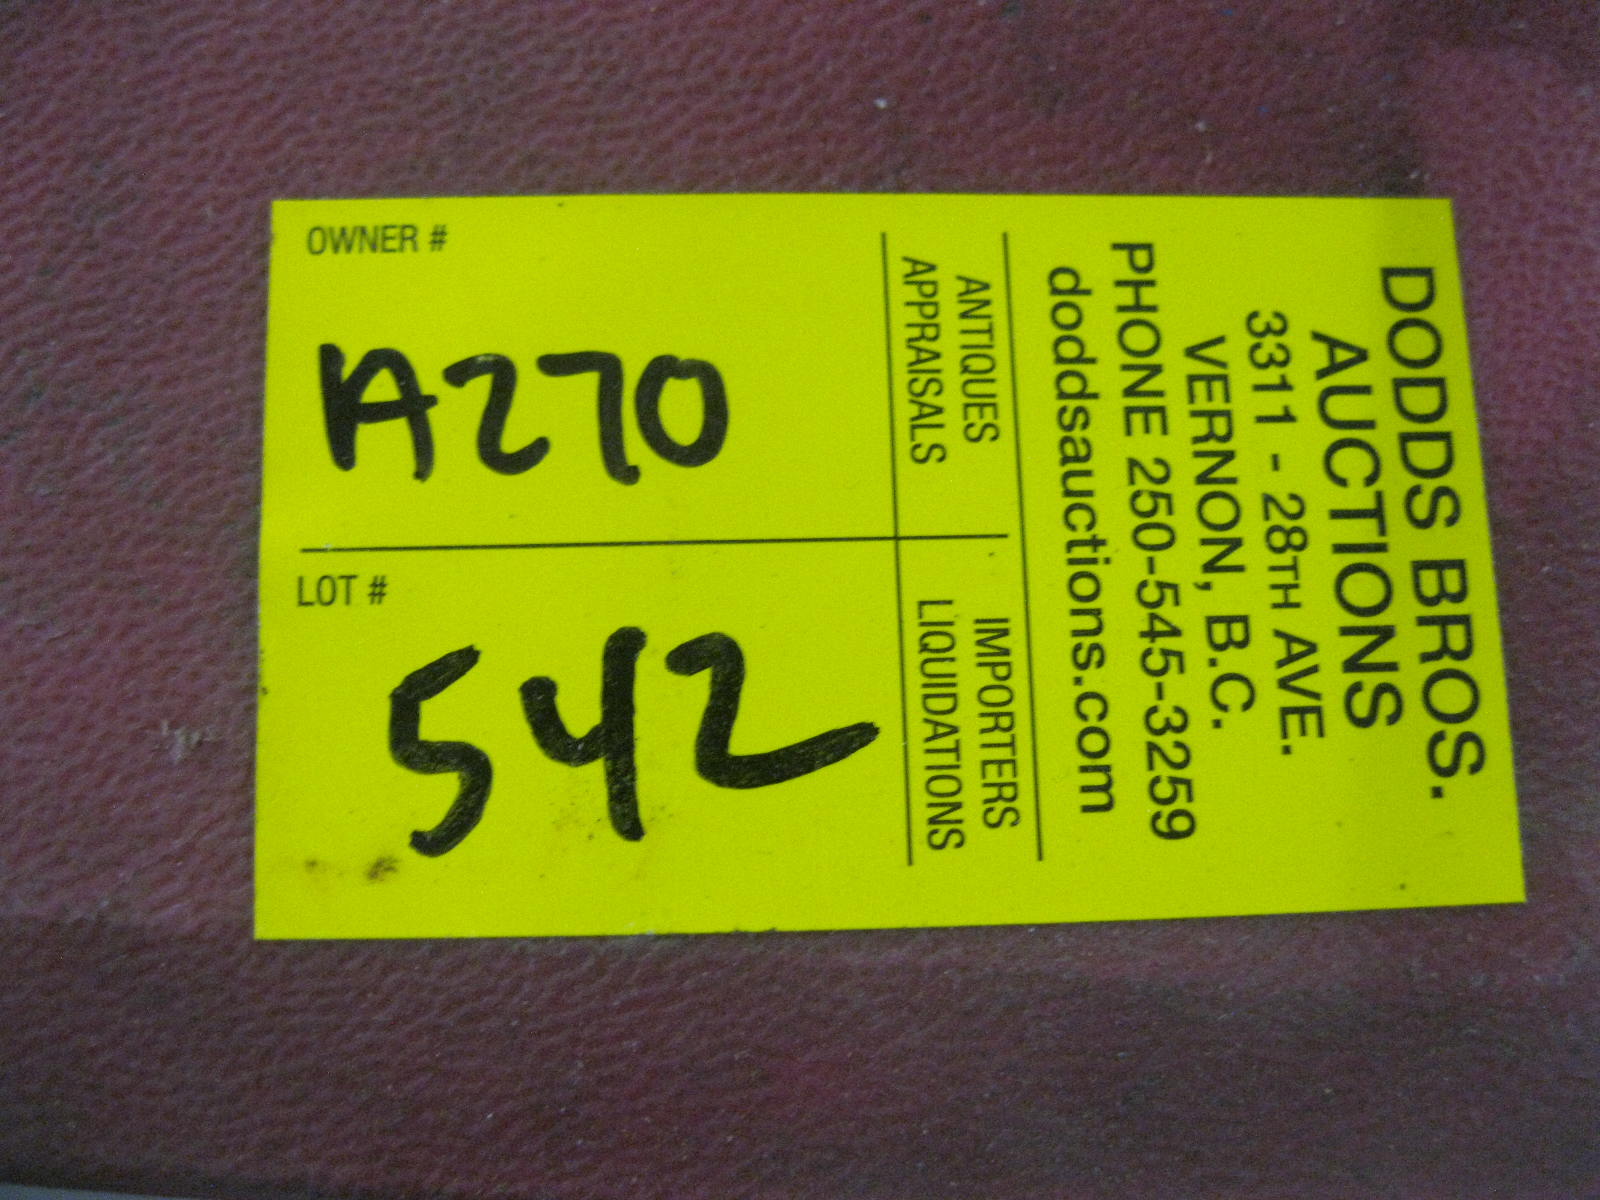 OWNER #
A270
LOT #
542
DODDS BROS.
AUCTIONS
3311 - 28TH AVE.
VERNON, B.C.
PHONE 250-545-3259
doddsauctions.com
ANTIQUES
APPRAISALS
IMPORTERS
LIQUIDATIONS